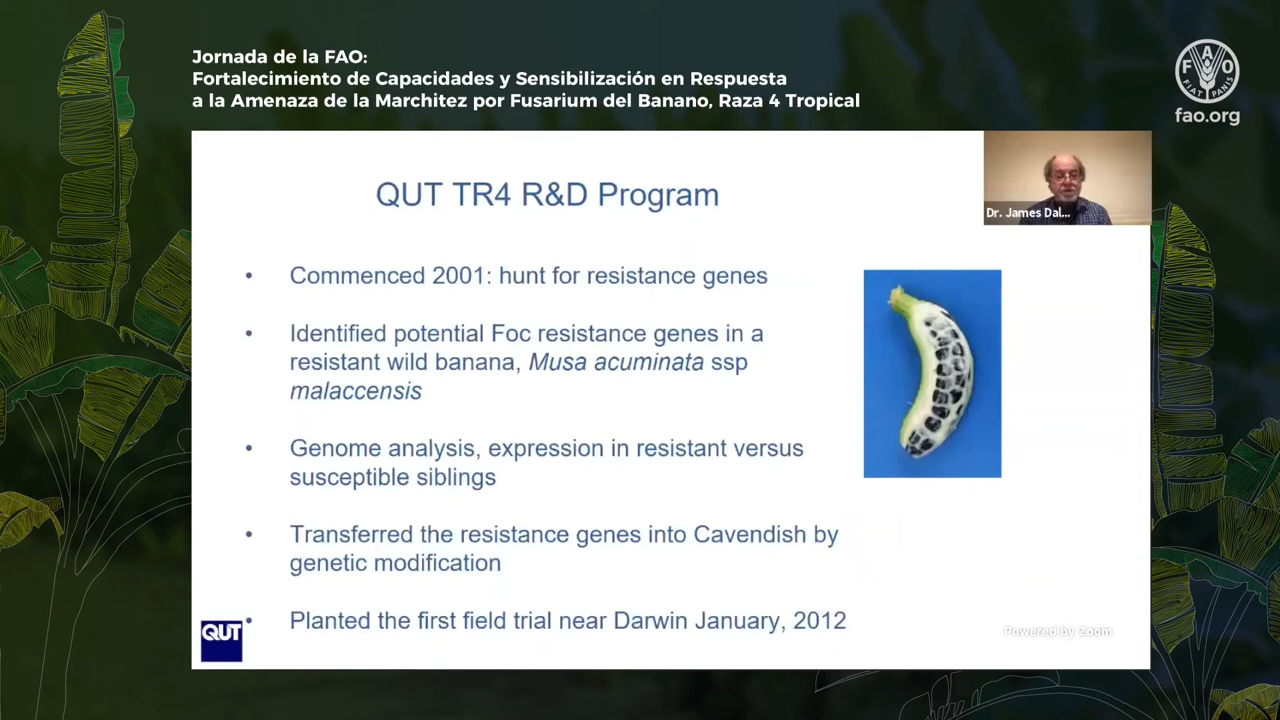 Jornada de la FAO:
Fortalecimiento de Capacidades y Sensibilización en Respuesta
a la Amenaza de la Marchitez por Fusarium del Banano, Raza 4 Tropical
FAO
FIAT PANIS
fao.org
QUT TR4 R&D Program
Dr. James Dal...
• Commenced 2001: hunt for resistance genes
• Identified potential Foc resistance genes in a
resistant wild banana, Musa acuminata ssp
malaccensis
• Genome analysis, expression in resistant versus
susceptible siblings
• Transferred the resistance genes into Cavendish by
genetic modification
• Planted the first field trial near Darwin January, 2012
QUT
Powered by Zoom